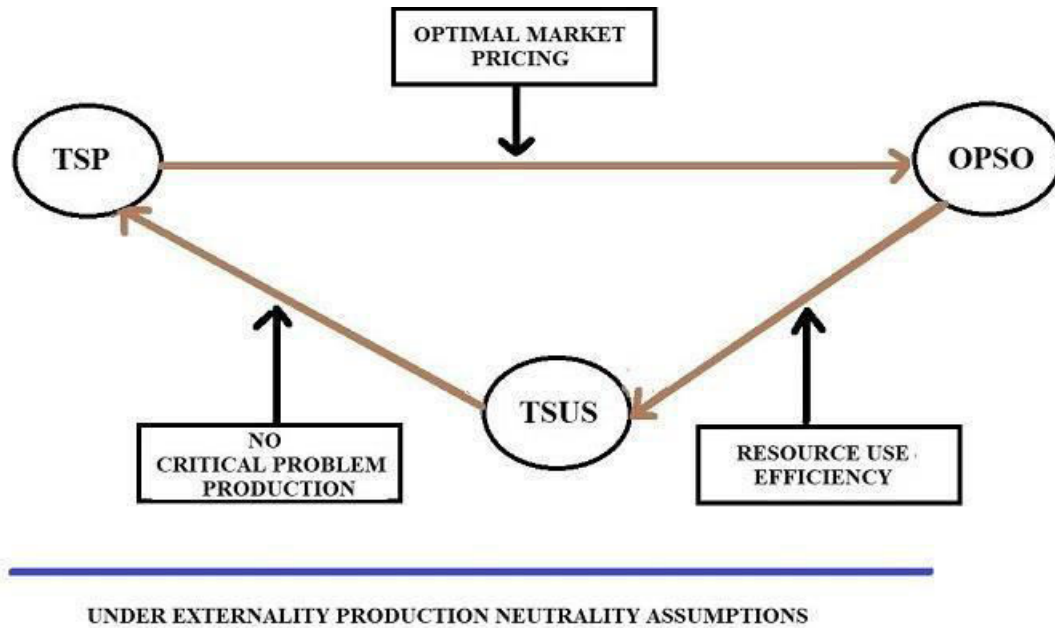 OPTIMAL MARKET
PRICING
TSP
OPSO
TSUS
NO
CRITICAL PROBLEM
PRODUCTION
RESOURCE USE
EFFICIENCY
UNDER EXTERNALITY PRODUCTION NEUTRALITY ASSUMPTIONS